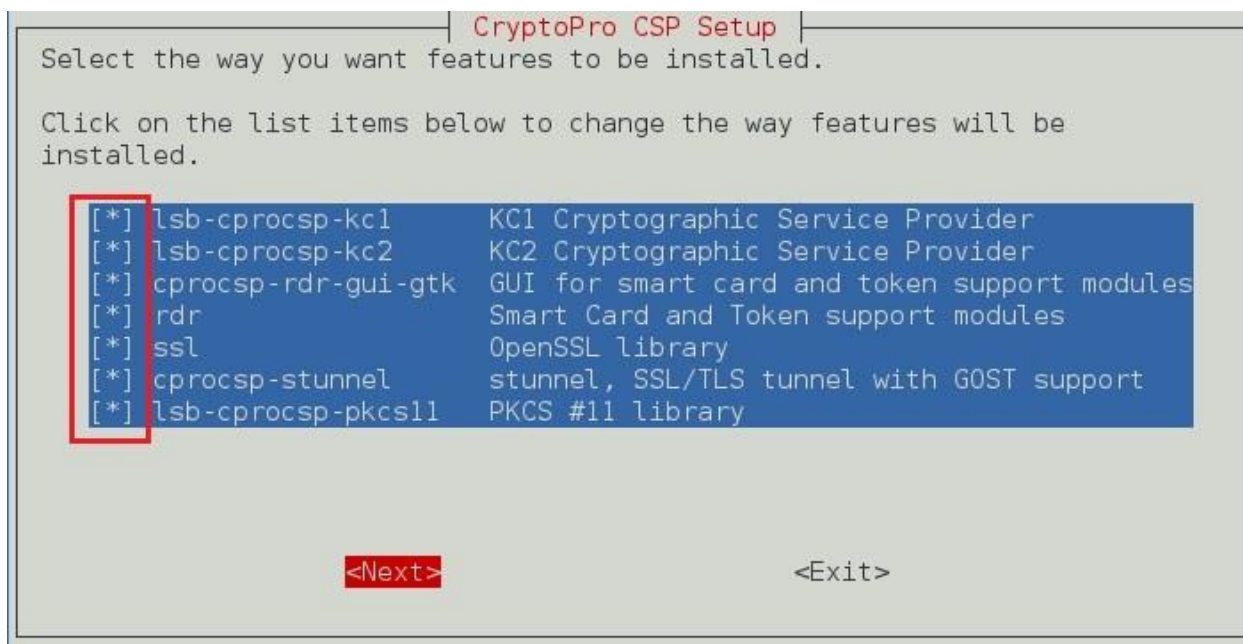 CryptoPro CSP Setup
Select the way you want features to be installed.
Click on the list items below to change the way features will be
installed.
[*] lsb-cprocsp-kc1 KC1 Cryptographic Service Provider
[*] lsb-cprocsp-kc2 KC2 Cryptographic Service Provider
[*] cprocsp-rdr-gui-gtk GUI for smart card and token support modules
[*] rdr Smart Card and Token support modules
[*] ssl OpenSSL library
[*] cprocsp-stunnel stunnel, SSL/TLS tunnel with GOST support
[*] lsb-cprocsp-pkcs11 PKCS #11 library
<Next> <Exit>